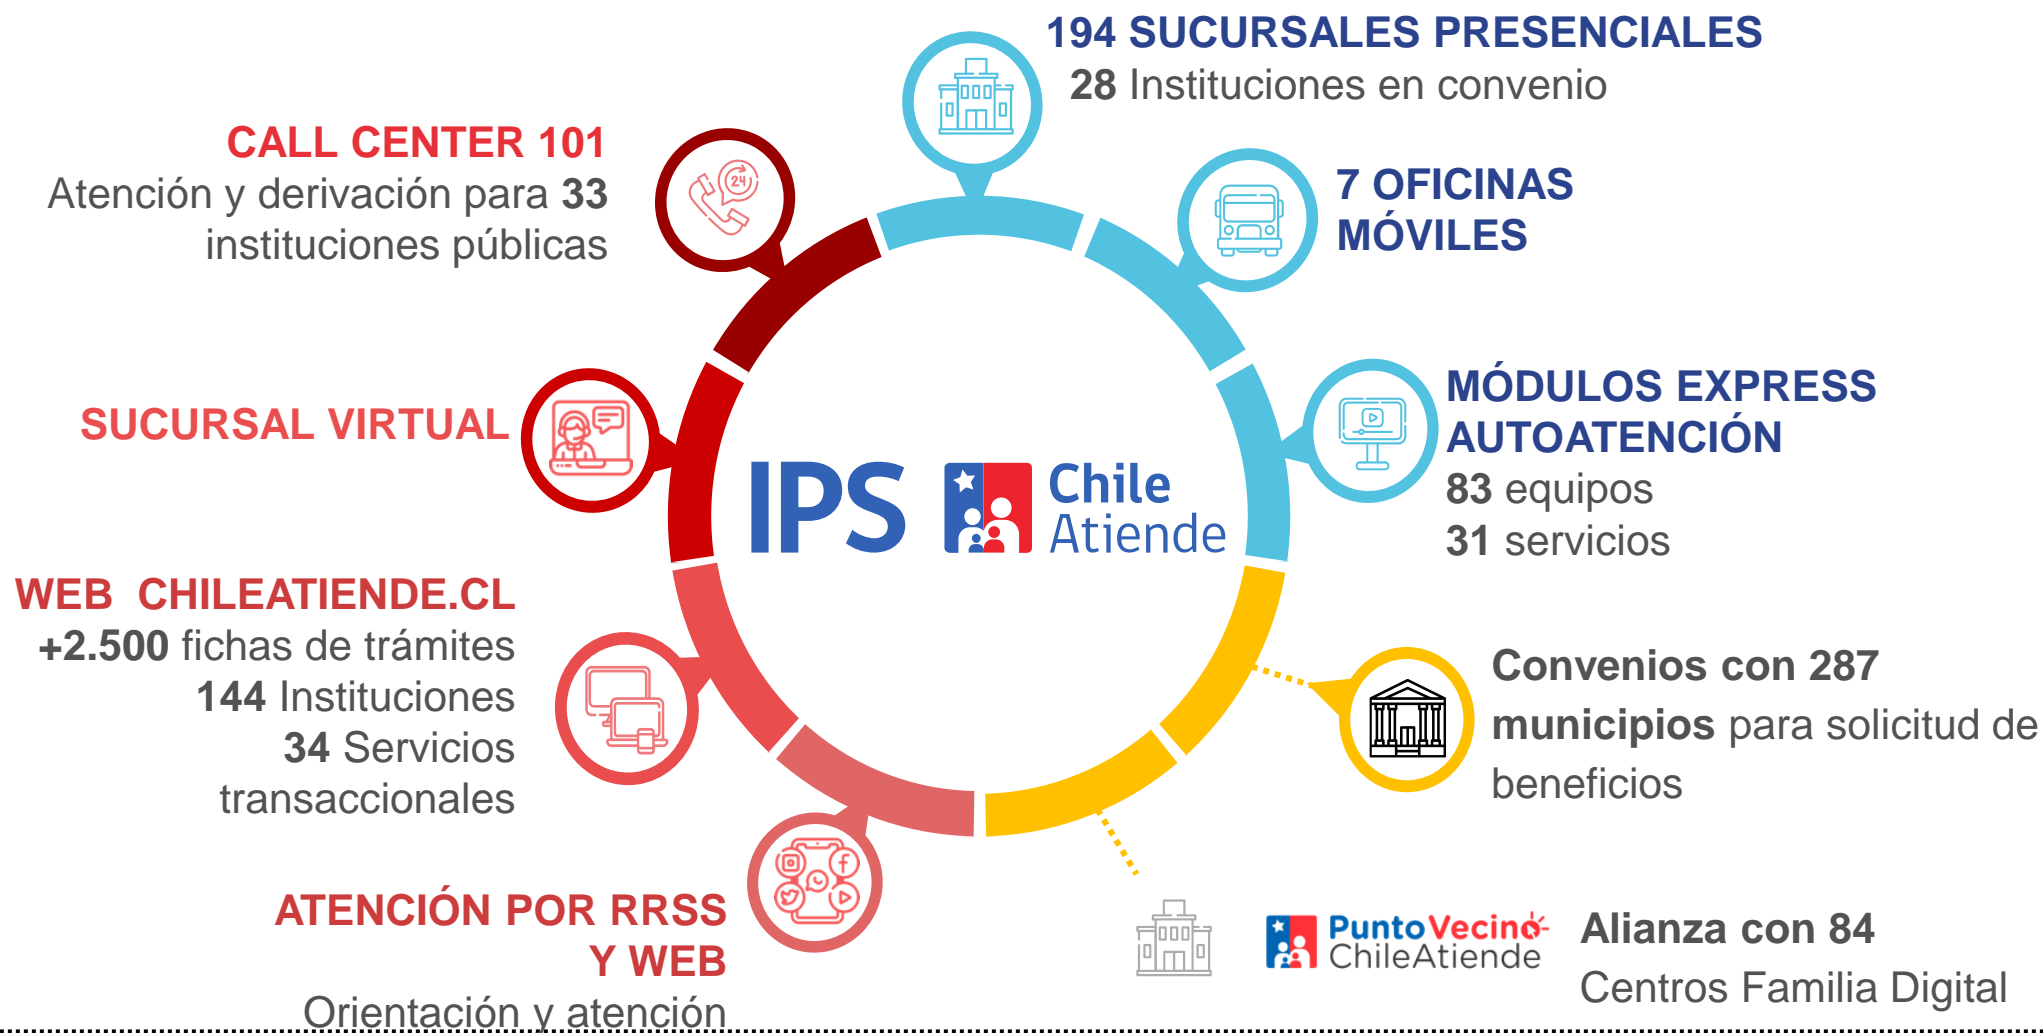 194 SUCURSALES PRESENCIALES
28 Instituciones en convenio
CALL CENTER 101
Atención y derivación para 33
instituciones públicas
24
7 OFICINAS
MÓVILES
SUCURSAL VIRTUAL
MÓDULOS EXPRESS
AUTOATENCIÓN
83 equipos
31 servicios
IPS
Chile
Atiende
WEB CHILEATIENDE.CL
+2.500 fichas de trámites
144 Instituciones
34 Servicios
transaccionales
Convenios con 287
municipios para solicitud de
beneficios
ATENCIÓN POR RRSS
Y WEB
Orientación y atención
PuntoVecino
ChileAtiende
Alianza con 84
Centros Familia Digital